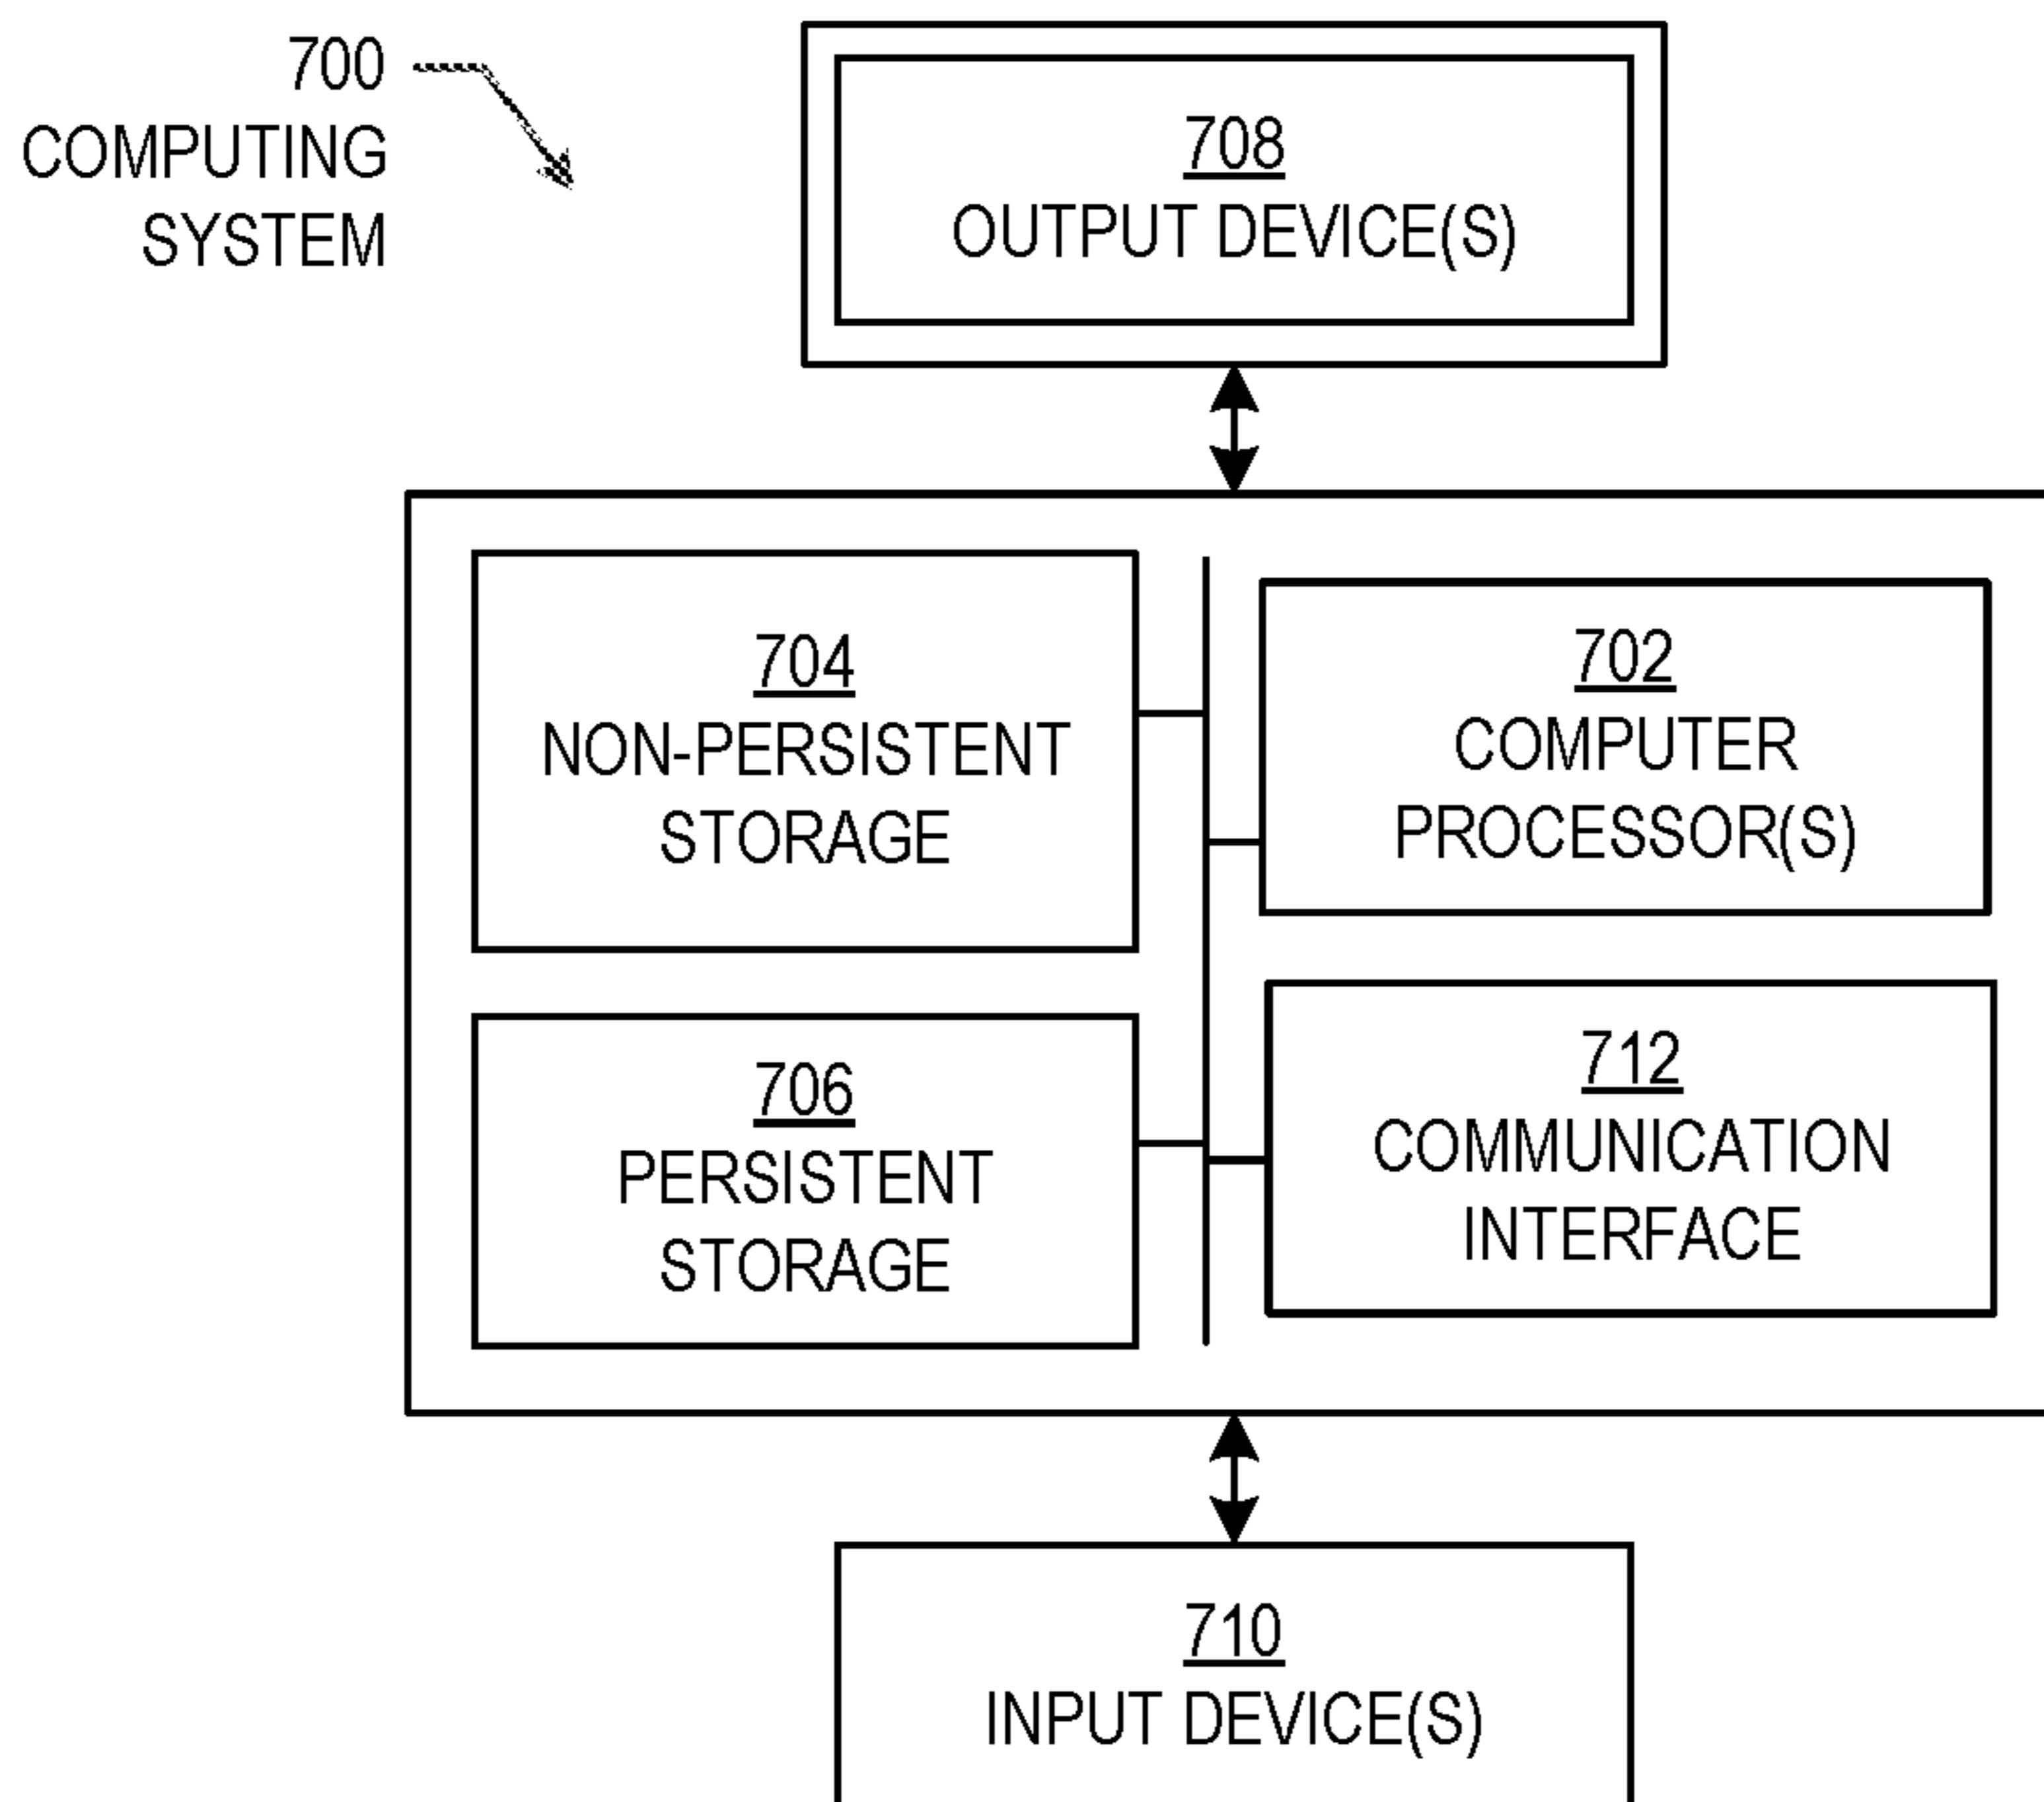 700
COMPUTING
SYSTEM
708
OUTPUT DEVICE(S)
704
NON-PERSISTENT
STORAGE
702
COMPUTER
PROCESSOR(S)
706
PERSISTENT
STORAGE
712
COMMUNICATION
INTERFACE
710
INPUT DEVICE(S)